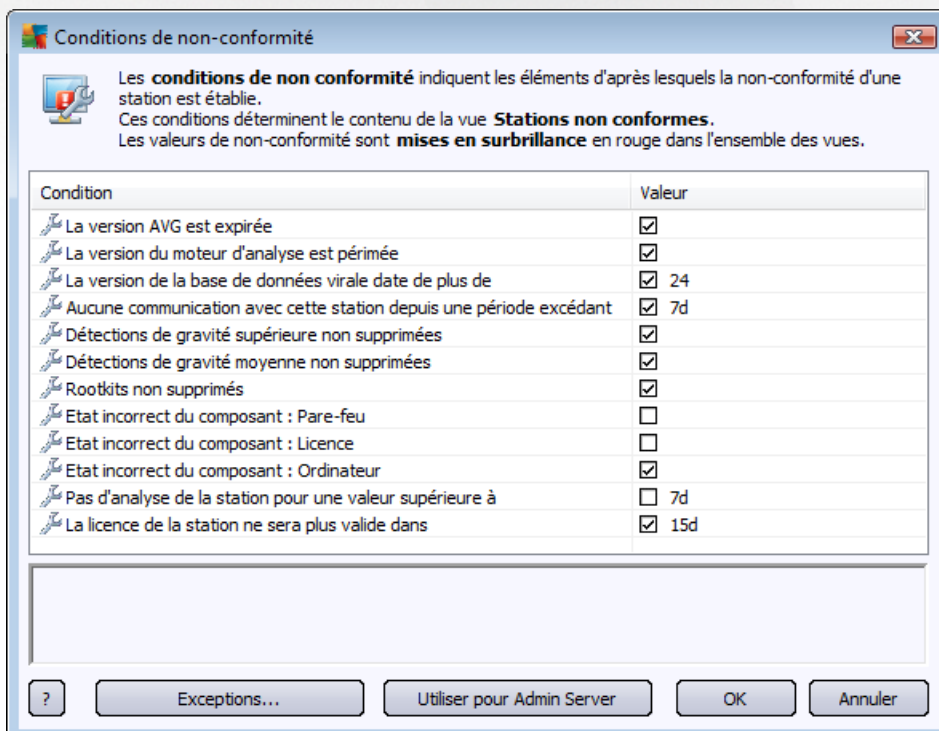 Conditions de non-conformité
Les conditions de non conformité indiquent les éléments d'après lesquels la non-conformité d'une
station est établie.
Ces conditions déterminent le contenu de la vue Stations non conformes.
Les valeurs de non-conformité sont mises en surbrillance en rouge dans l'ensemble des vues.
Condition Valeur
La version AVG est expirée
La version du moteur d'analyse est périmée
La version de la base de données virale date de plus de 24
Aucune communication avec cette station depuis une période excédant 7d
Détections de gravité supérieure non supprimées
Détections de gravité moyenne non supprimées
Rootkits non supprimés
Etat incorrect du composant : Pare-feu
Etat incorrect du composant : Licence
Etat incorrect du composant : Ordinateur
Pas d'analyse de la station pour une valeur supérieure à 7d
La licence de la station ne sera plus valide dans 15d
? Exceptions... Utiliser pour Admin Server OK Annuler